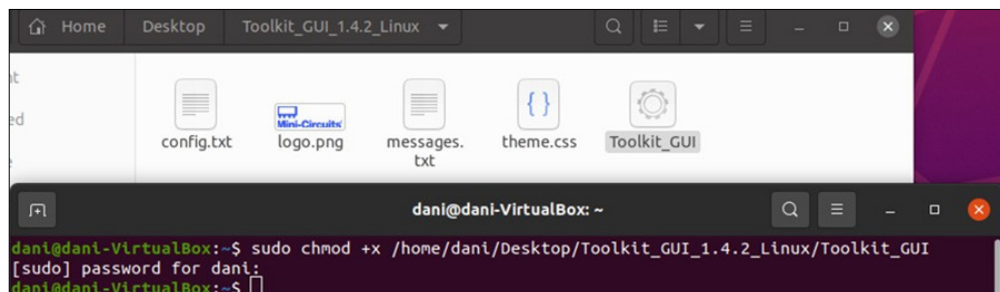 Home Desktop Toolkit_GUI_1.4.2_Linux
config.txt
logo.png
messages.
txt
theme.css
Toolkit_GUI
Mini-Circuits
dani@dani-VirtualBox: ~
dani@dani-VirtualBox:~$ sudo chmod +x /home/dani/Desktop/Toolkit_GUI_1.4.2_Linux/Toolkit_GUI
[sudo] password for dani:
dani@dani-VirtualBox:~$